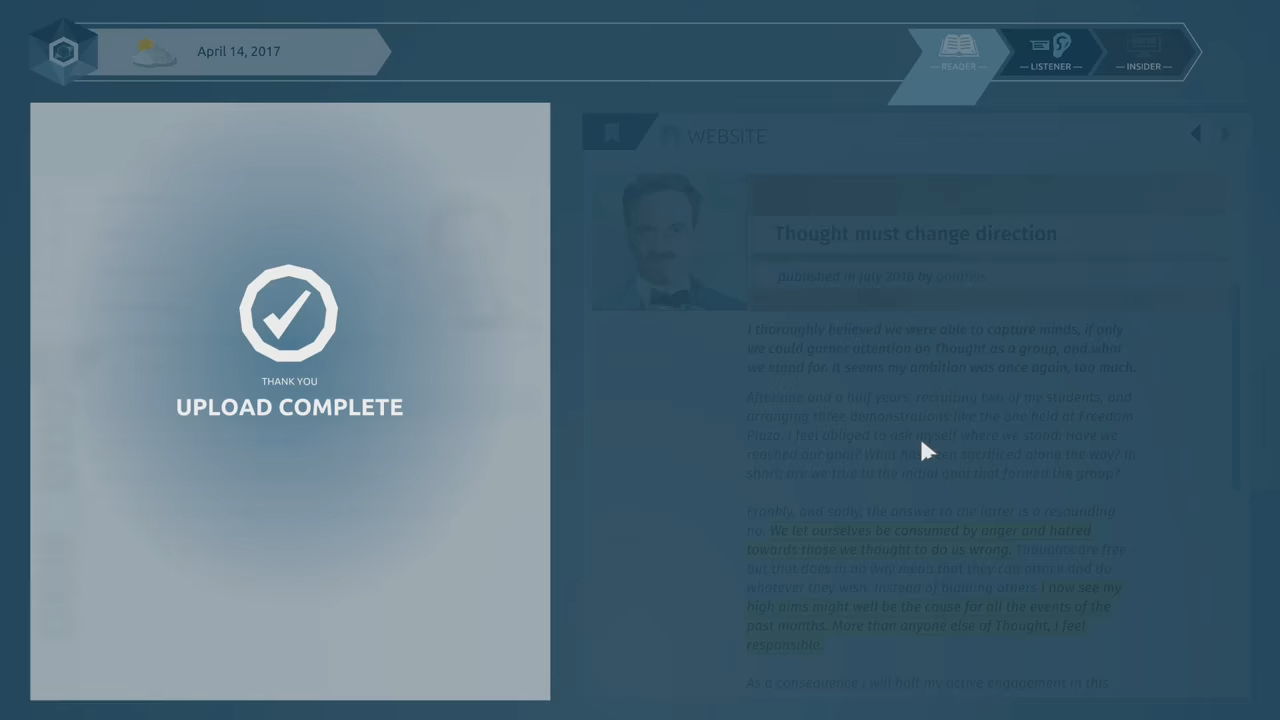 April 14, 2017
— READER —
— LISTENER —
— INSIDER —
WEBSITE
THANK YOU
UPLOAD COMPLETE
Thought must change direction
published in july 2016 by
I thoroughly believed we were able to capture minds, if only
we could garner attention on Thought as a group, and what
we stand for. It seems my ambition was once again, too much.
After one and a half years, recruiting two of me students, and
arranging three demonstrations like the one held at Freedom
Plaza, I feel obliged to ask myself where we stand. Have we
reached our goal? What been sacrificed along the way? In
short, are we true to the initial goal that formed the group?
Frankly, and sadly, the answer to the latter is a resounding
no. We let ourselves be consumed by anger and hatred
towards those we thought to do us wrong. Thoughts are free
but that does in no way mean that they can preach and do
whatever they wish. Instead of blaming others I now see my
high aims might well be the cause for all the events of the
past months. More than anyone else of Thought, I feel
responsible.
As a consequence I will halt my active engagement in this